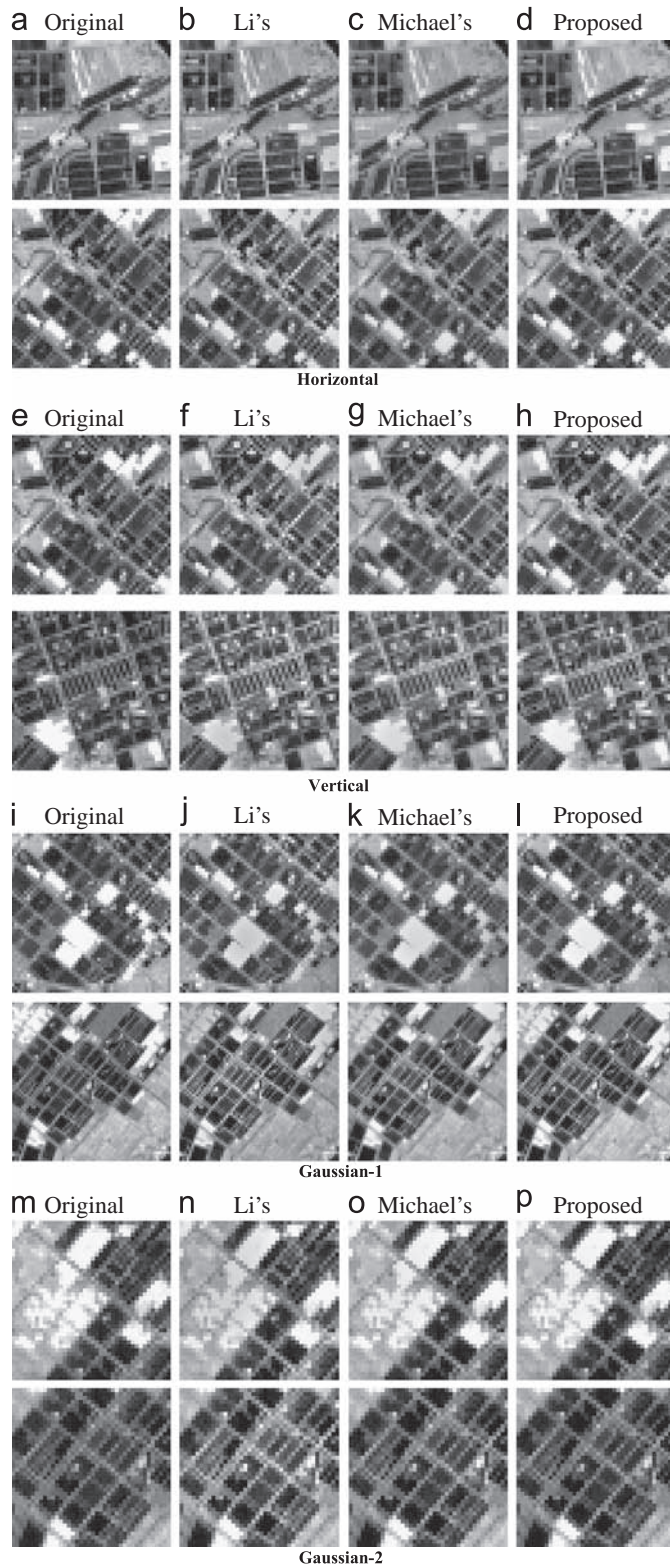 a Original b Li's c Michael's d Proposed
Horizontal
e Original f Li's g Michael's h Proposed
Vertical
i Original j Li's k Michael's l Proposed
Gaussian-1
m Original n Li's o Michael's p Proposed
Gaussian-2